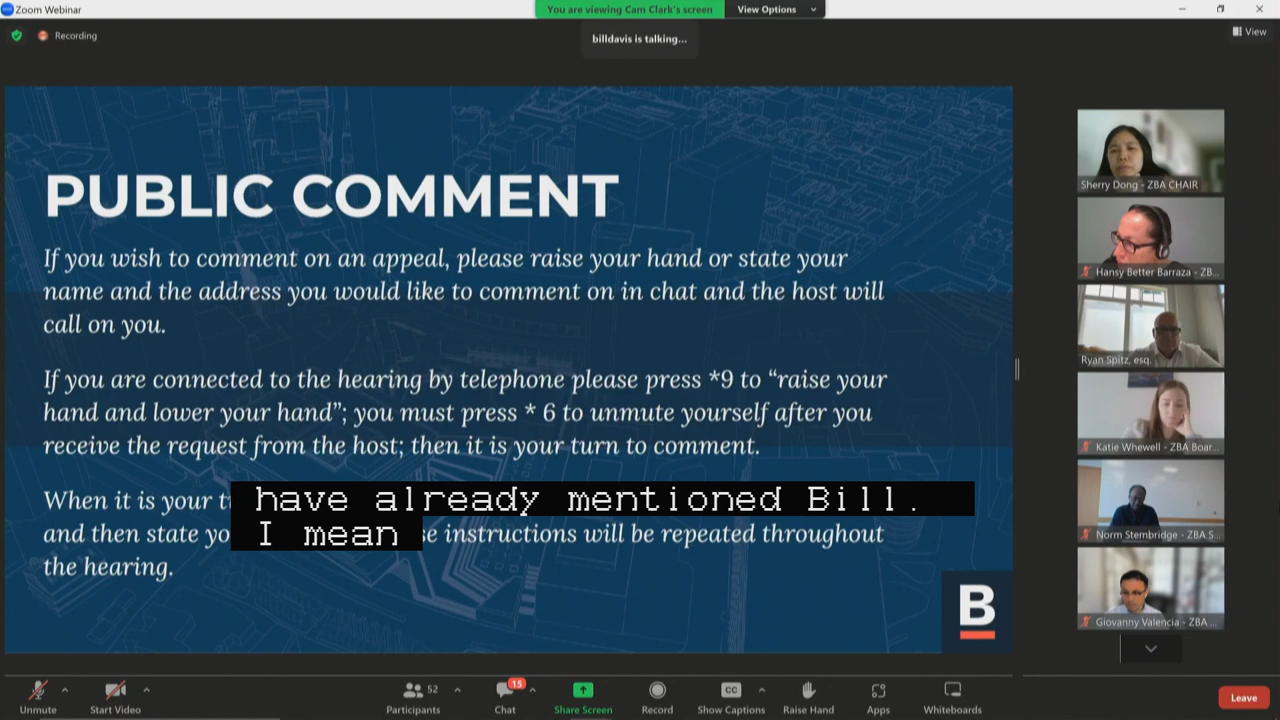 Zoom Webinar
You are viewing Cam Clark's screen
View Options
Recording
billdavis is talking...
View
PUBLIC COMMENT
If you wish to comment on an appeal, please raise your hand or state your
name and the address you would like to comment on in chat and the host will
call on you.
If you are connected to the hearing by telephone please press *9 to “raise your
hand and lower your hand”; you must press * 6 to unmute yourself after you
receive the request from the host; then it is your turn to comment.
When it is your
have already mentioned Bill.
and then state
I mean
instructions will be repeated throughout
the hearing.
B
Sherry Dong - ZBA CHAIR
Hansy Better Barraza - ZB...
Ryan Spitz, esq.
Katie Whewell - ZBA Boar...
Norm Stembridge - ZBA S...
Giovanny Valencia - ZBA ...
Unmute
Start Video
52
Participants
15
Chat
Share Screen
Record
CC
Show Captions
Raise Hand
Apps
Whiteboards
Leave